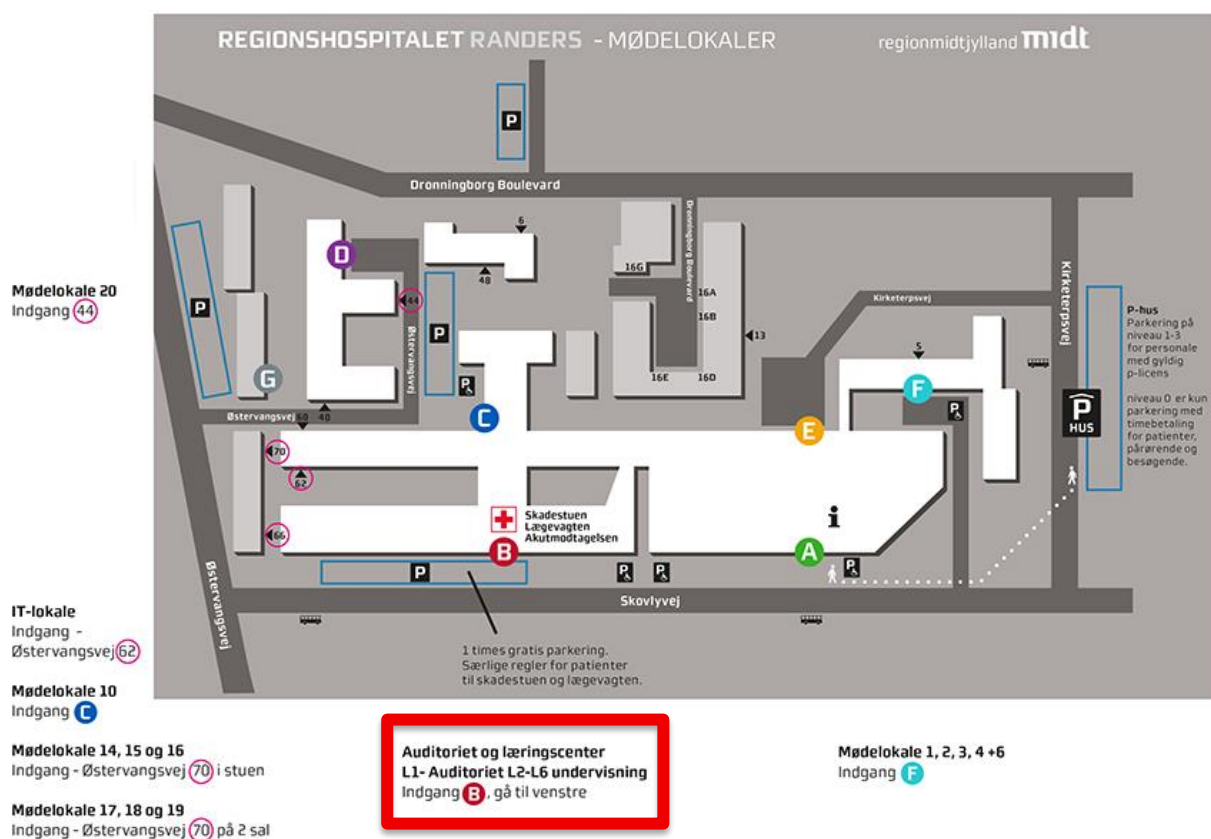 REGIONSHOSPITALET RANDERS - MØDELOKALER
regionmidtjylland midt
P
Dronningborg Boulevard
6
D
48
16G
Dronningborg Boulevard
16A
16B
Kirketerpsvej
Kirketerpsvej
Mødelokale 20
Indgang 44
P
44
P
Østervangsvej
13
5
P-hus
Parkering på
niveau 1-3
for personale
med gyldig
p-licens
niveau 0 er kun
parkering med
timebetaling
for patienter,
pårørende og
besøgende.
G
P
16E
16D
F
P
P
HUS
Østervangsvej
60
40
C
E
70
62
Skadestuen
Lægevagten
Akutmodtagelsen
i
66
B
A
P
P
P
P
Østervangsvej
Skovlyvej
IT-lokale
Indgang -
Østervangsvej 62
1 times gratis parkering.
Særlige regler for patienter
til skadestuen og lægevagten.
Mødelokale 10
Indgang C
Mødelokale 14, 15 og 16
Indgang - Østervangsvej 70 i stuen
Mødelokale 17, 18 og 19
Indgang - Østervangsvej 70 på 2 sal
Auditoriet og læringscenter
L1- Auditoriet L2-L6 undervisning
Indgang B, gå til venstre
Mødelokale 1, 2, 3, 4 +6
Indgang F